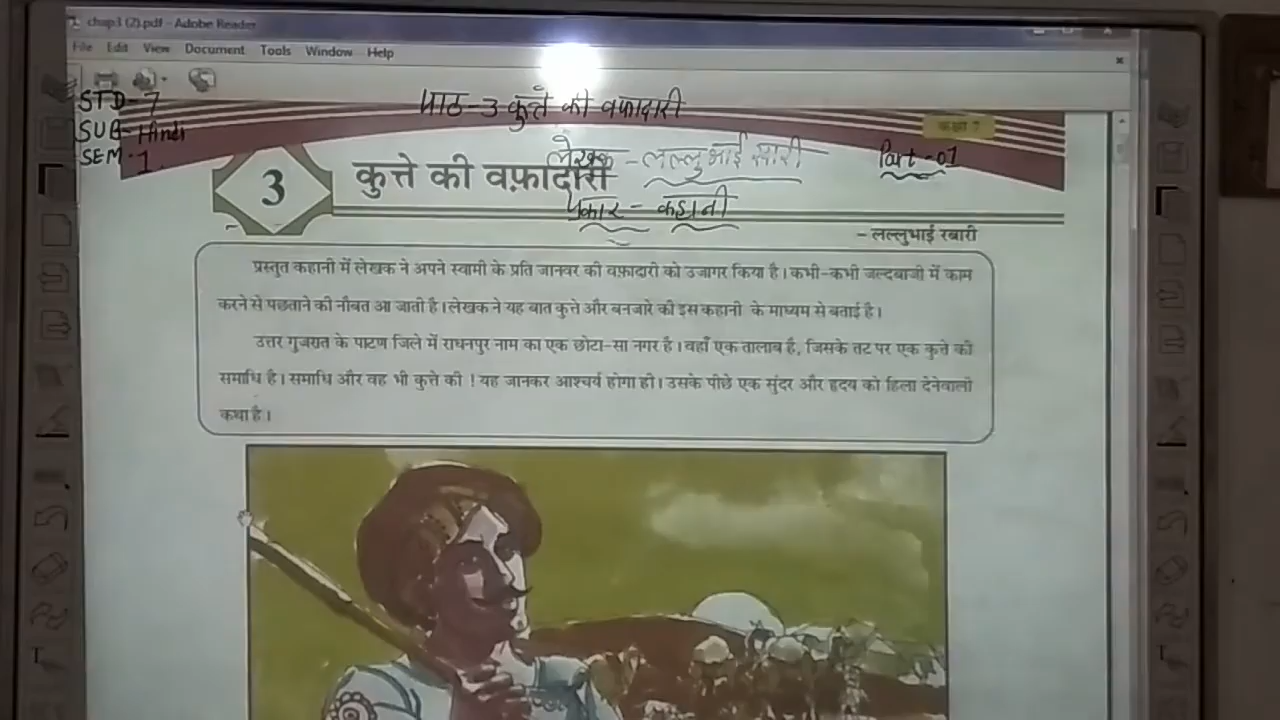 chap3 (2).pdf - Adobe Reader
File Edit View Document Tools Window Help
STD-7
SUB-Hindi
SEM-1.
पाठ-3 कुत्ते की वफादारी
कक्षा 7
लेखक - लल्लुभाई
Part-01
3
कुत्ते की वफ़ादारी
प्रकार - कहानी
- लल्लुभाई रबारी
प्रस्तुत कहानी में लेखक ने अपने स्वामी के प्रति जानवर की वफ़ादारी को उजागर किया है। कभी-कभी जल्दबाजी में काम
करने से पछताने की नौबत आ जाती है। लेखक ने यह बात कुत्ते और बनजारे की इस कहानी के माध्यम से बताई है।
उत्तर गुजरात के पाटण जिले में राधनपुर नाम का एक छोटा-सा नगर है। वहाँ एक तालाब है, जिसके तट पर एक कुत्ते की
समाधि है। समाधि और वह भी कुत्ते की ! यह जानकर आश्चर्य होगा ही। उसके पीछे एक सुंदर और हृदय को हिला देनेवाली
कथा है।